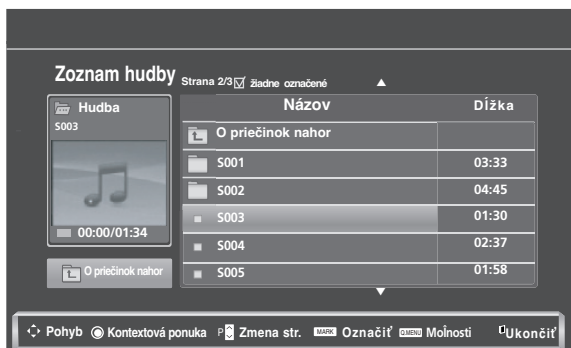 Zoznam hudby
Strana 2/3 žiadne označené
Hudba
S003
00:00/01:34
O priečinok nahor
Názov Dĺžka
O priečinok nahor
S001 03:33
S002 04:45
S003 01:30
S004 02:37
S005 01:58
Pohyb Kontextová ponuka P Zmena str. MARK Označiť Q.MENU Moînosti Ukončiť